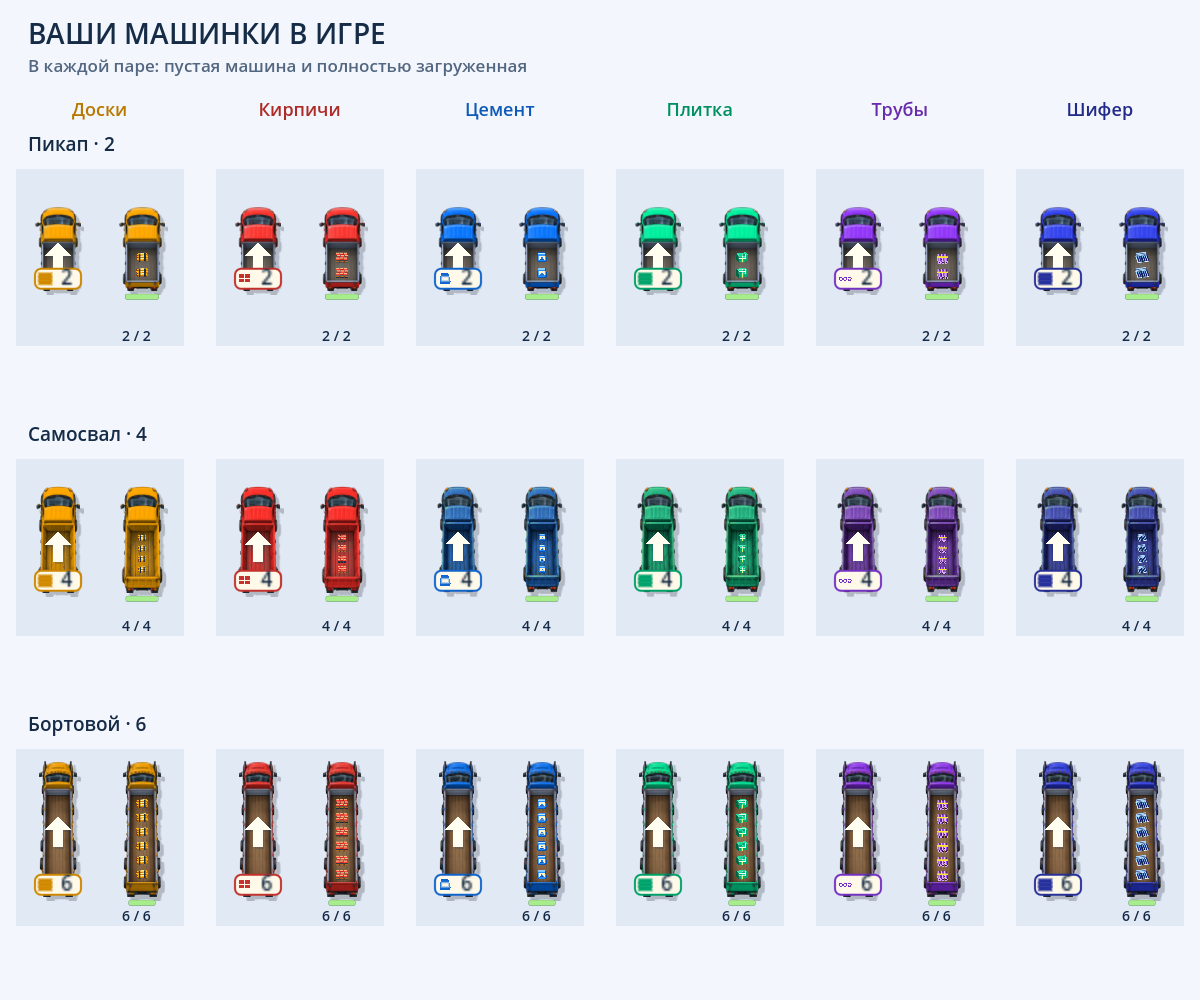 ВАШИ МАШИНКИ В ИГРЕ
В каждой паре: пустая машина и полностью загруженная
Доски Кирпичи Цемент Плитка Трубы Шифер
Пикап · 2
2 2 2 2 2 2
2 / 2 2 / 2 2 / 2 2 / 2 2 / 2 2 / 2
Самосвал · 4
4 4 4 4 4 4
4 / 4 4 / 4 4 / 4 4 / 4 4 / 4 4 / 4
Бортовой · 6
6 6 6 6 6 6
6 / 6 6 / 6 6 / 6 6 / 6 6 / 6 6 / 6